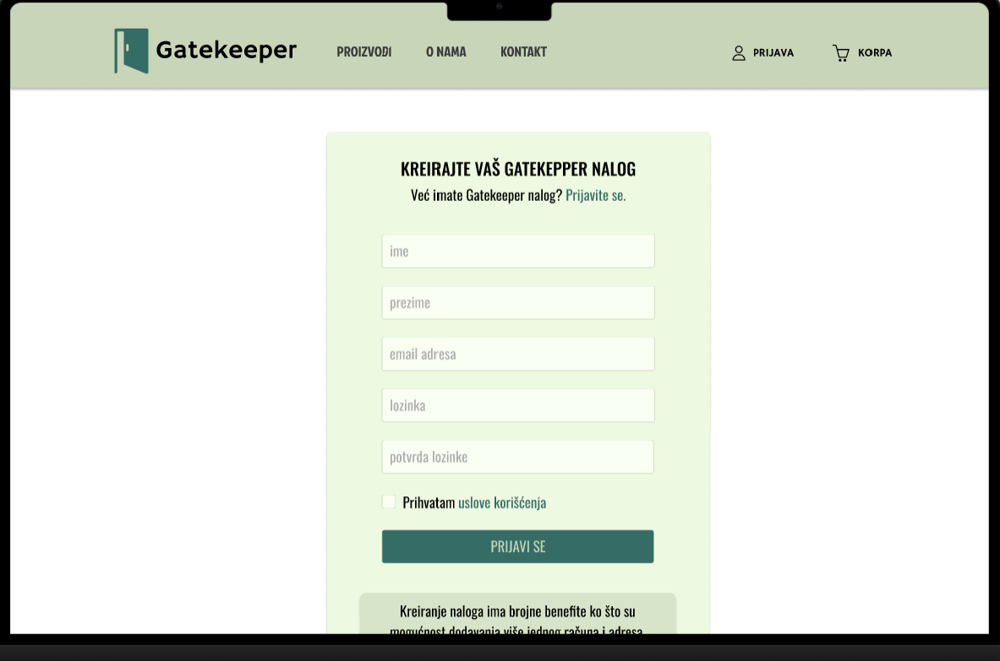 Gatekeeper
PROIZVOĐI
O NAMA
KONTAKT
PRIJAVA
KORPA
KREIRAJTE VAŠ GATEKEPPER NALOG
Već imate Gatekeeper nalog? Prijavite se.
ime
prezime
email adresa
lozinka
potvrda lozinke
Prihvatam uslove korišćenja
PRIJAVI SE
Kreiranje naloga ima brojne benefite ko što su
mogućnost dodavanja više jednog računa i adresa